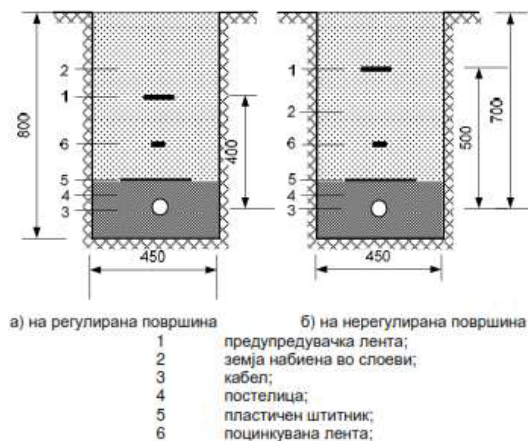 2
1
6
5
4
3
800
400
450
1
2
6
5
4
3
500
700
450
а) на регулирана површина б) на нерегулирана површина
1 предупредувачка лента;
2 земја набиена во слоеви;
3 кабел;
4 постелица;
5 пластичен штитник;
6 поцинкувана лента;